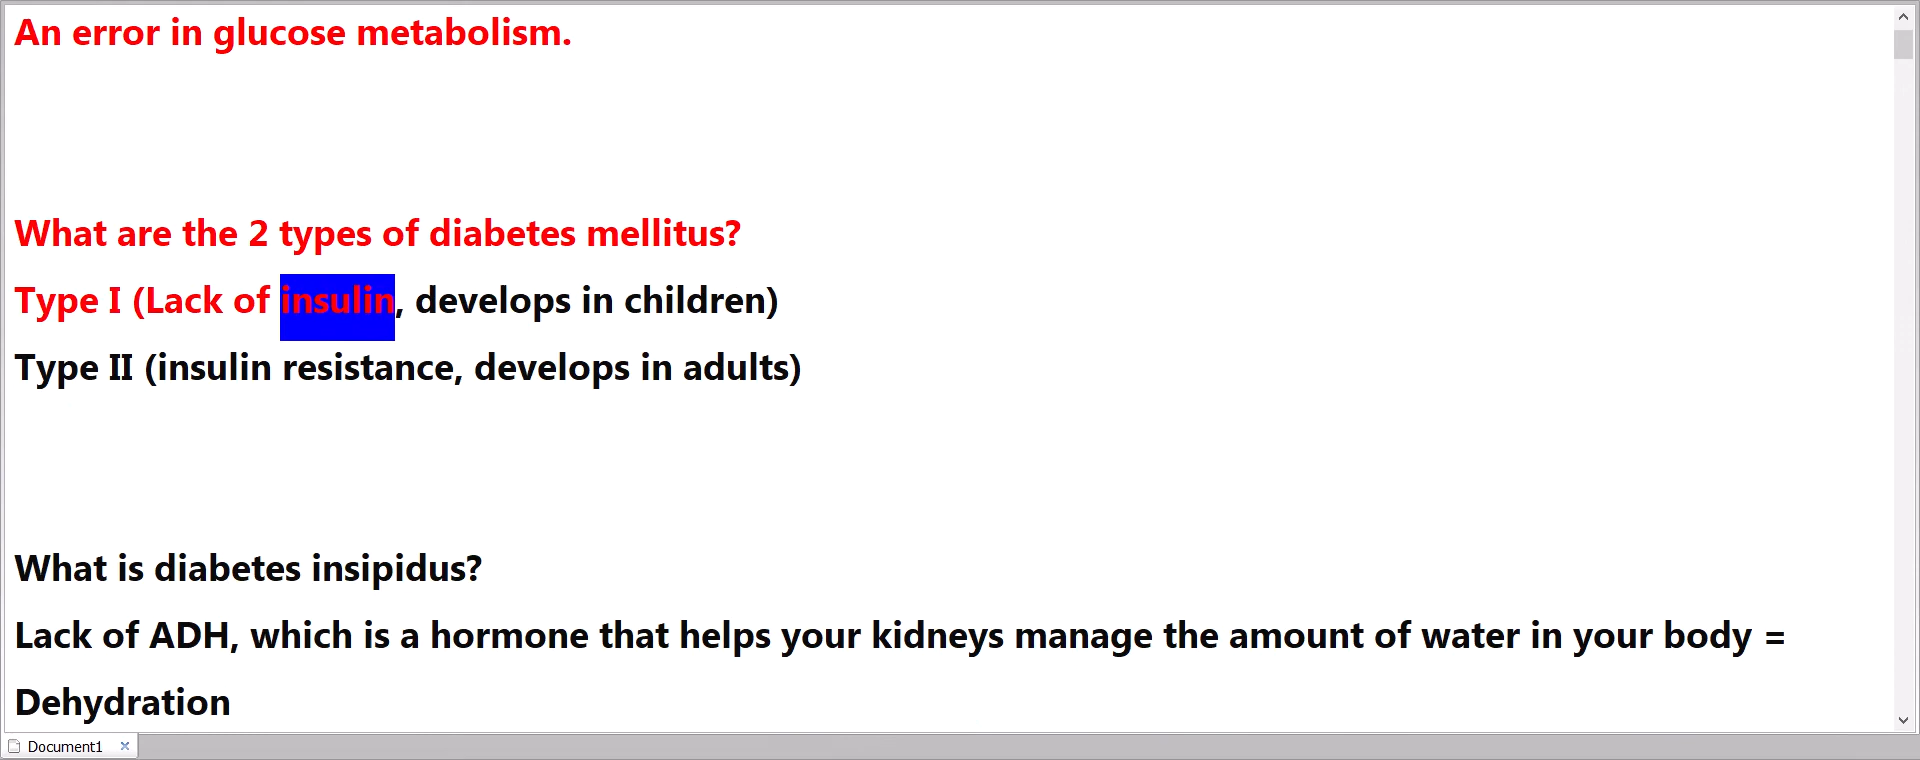 An error in glucose metabolism.
What are the 2 types of diabetes mellitus?
Type I (Lack of insulin, develops in children)
Type II (insulin resistance, develops in adults)
What is diabetes insipidus?
Lack of ADH, which is a hormone that helps your kidneys manage the amount of water in your body =
Dehydration
Document1